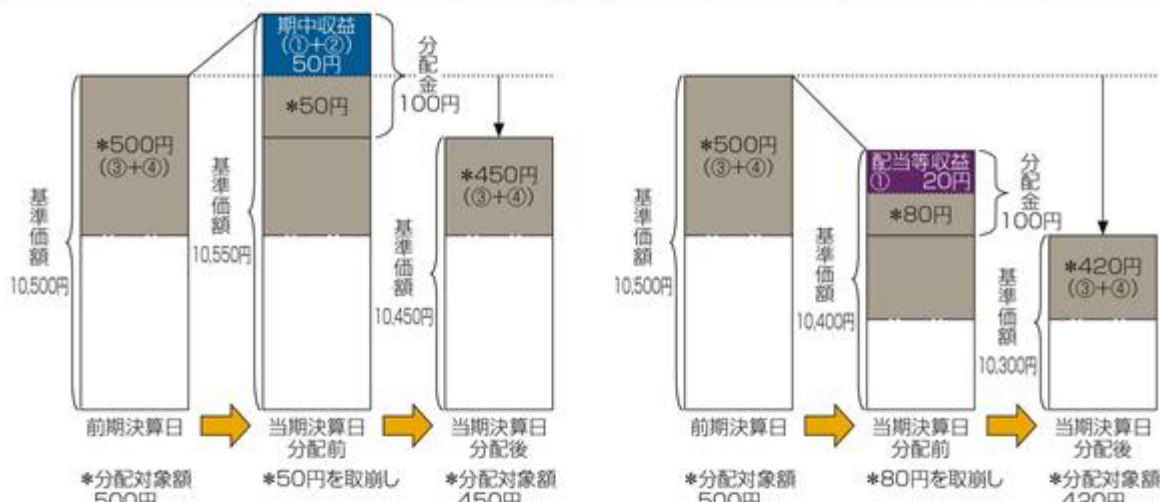 期中収益
(①+②)
50円
*50円
分配金
100円
*500円
(③+④)
*450円
(③+④)
基準価額
10,500円
基準価額
10,550円
基準価額
10,450円
前期決算日
当期決算日
分配前
当期決算日
分配後
*分配対象額
500円
*50円を取崩し
*分配対象額
450円
*500円
(③+④)
配当等収益
① 20円
*80円
分配金
100円
*420円
(③+④)
基準価額
10,500円
基準価額
10,400円
基準価額
10,300円
前期決算日
当期決算日
分配前
当期決算日
分配後
*分配対象額
500円
*80円を取崩し
*分配対象額
420円